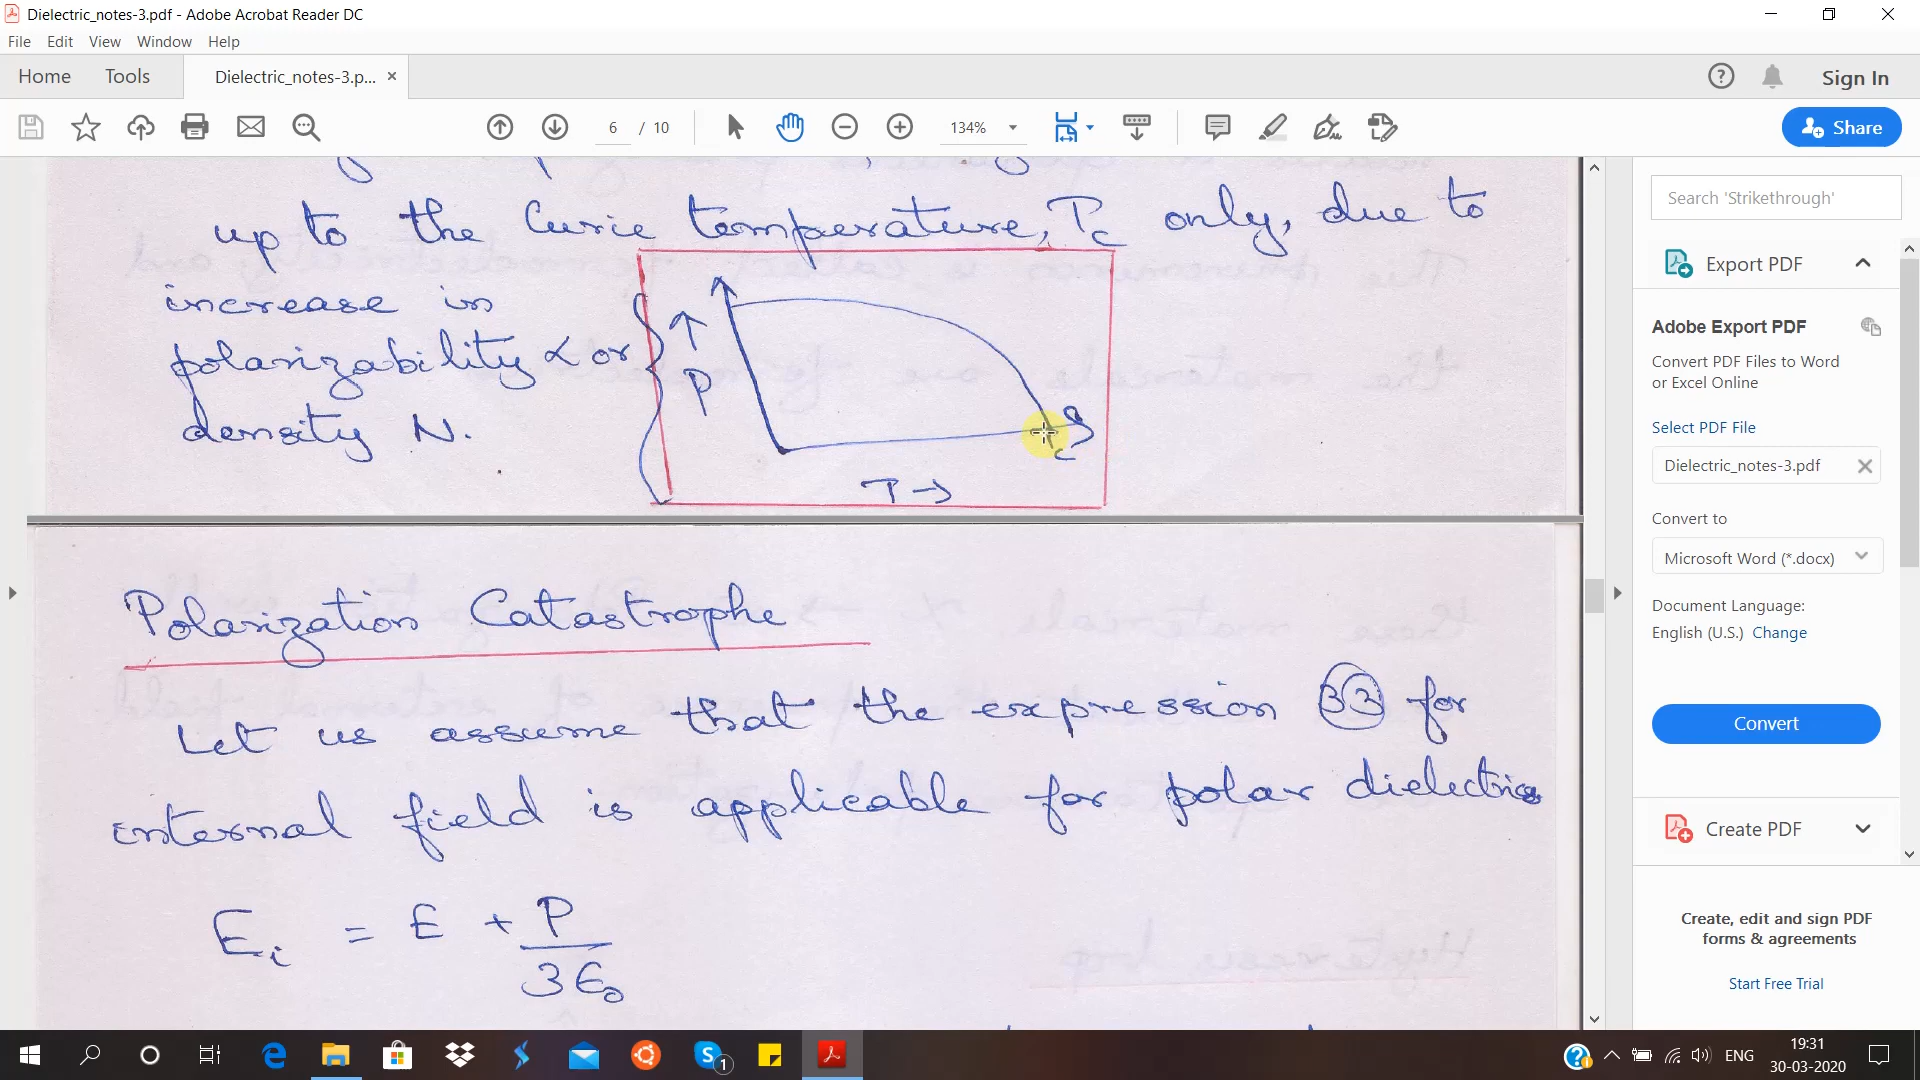 Dielectric_notes-3.pdf - Adobe Acrobat Reader DC
File Edit View Window Help
Home Tools Dielectric_notes-3.p... × Sign In
6 / 10 134% Share
up to the Curie temperature, Tc only, due to
increase in
polarizability α or
density N.
↑
P
θ
c
T →
Polarization Catastrophe
Let us assume that the expression 33 for
internal field is applicable for polar dielectrics
Ei = E + P
3ϵ0
Search 'Strikethrough'
Export PDF
Adobe Export PDF
Convert PDF Files to Word
or Excel Online
Select PDF File
Dielectric_notes-3.pdf
Convert to
Microsoft Word (*.docx)
Document Language:
English (U.S.) Change
Convert
Create PDF
Create, edit and sign PDF
forms & agreements
Start Free Trial
1
ENG
19:31
30-03-2020